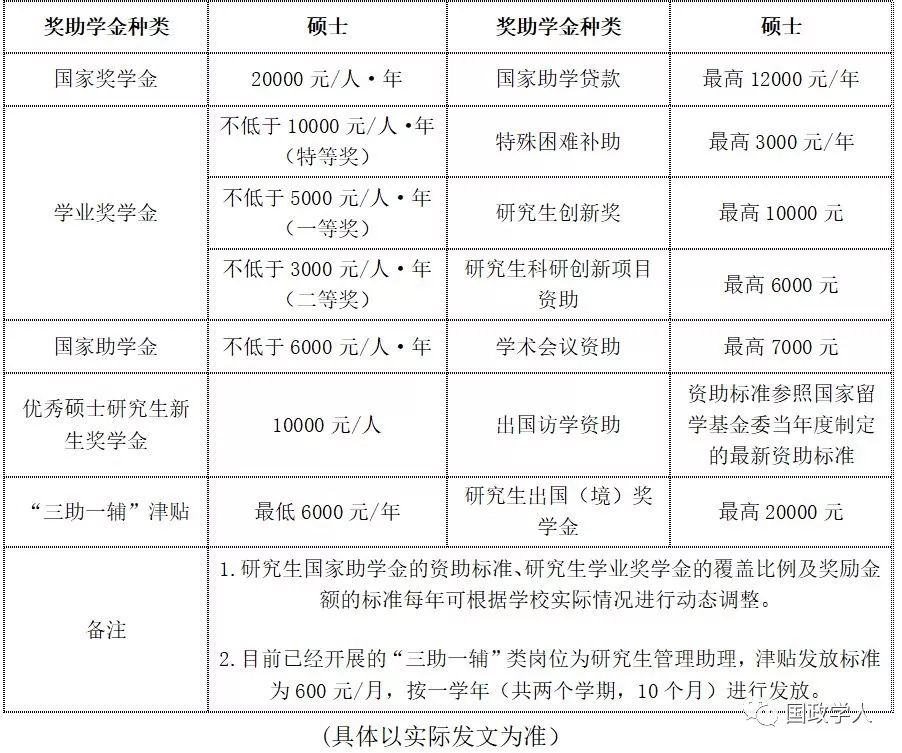 奖助学金种类 硕士 奖助学金种类 硕士
国家奖学金 20000 元/人·年 国家助学贷款 最高 12000 元/年
学业奖学金
不低于 10000 元/人·年
（特等奖）
特殊困难补助 最高 3000 元/年
不低于 5000 元/人·年
（一等奖）
研究生创新奖 最高 10000 元
不低于 3000 元/人·年
（二等奖）
研究生科研创新项目
资助
最高 6000 元
国家助学金 不低于 6000 元/人·年 学术会议资助 最高 7000 元
优秀硕士研究生新
生奖学金
10000 元/人
出国访学资助
资助标准参照国家留
学基金委当年度制定
的最新资助标准
“三助一辅”津贴 最低 6000 元/年
研究生出国（境）奖
学金
最高 20000 元
备注
1.研究生国家助学金的资助标准、研究生学业奖学金的覆盖比例及奖励金
额的标准每年可根据学校实际情况进行动态调整。
2.目前已经开展的“三助一辅”类岗位为研究生管理助理，津贴发放标准
为 600 元/月，按一学年（共两个学期，10 个月）进行发放。
国政学人
(具体以实际发文为准）